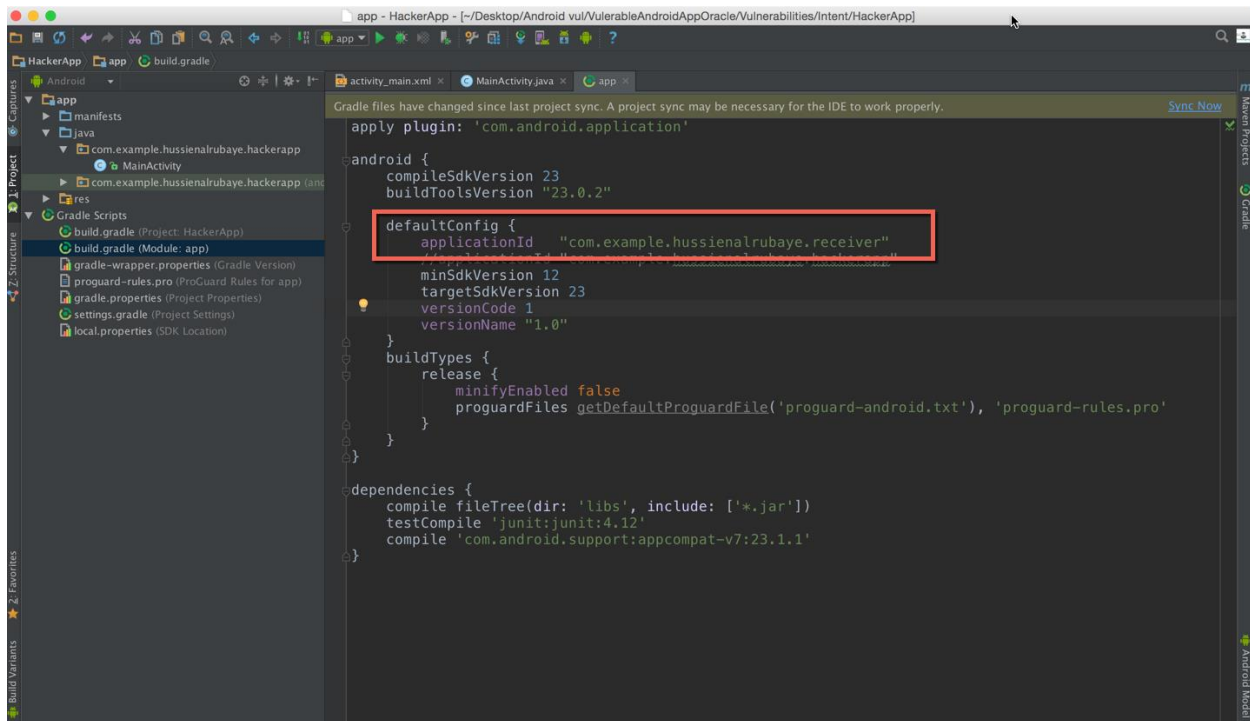 app - HackerApp - [~/Desktop/Android vul/VulerableAndroidAppOracle/Vulnerabilities/Intent/HackerApp]
app
HackerApp app build.gradle
Android
activity_main.xml MainActivity.java app
Gradle files have changed since last project sync. A project sync may be necessary for the IDE to work properly. Sync Now
Captures
1: Project
Z: Structure
2: Favorites
Build Variants
app
manifests
java
com.example.hussienalrubaye.hackerapp
MainActivity
com.example.hussienalrubaye.hackerapp (and
res
Gradle Scripts
build.gradle (Project: HackerApp)
build.gradle (Module: app)
gradle-wrapper.properties (Gradle Version)
proguard-rules.pro (ProGuard Rules for app)
gradle.properties (Project Properties)
settings.gradle (Project Settings)
local.properties (SDK Location)
apply plugin: 'com.android.application'
android {
compileSdkVersion 23
buildToolsVersion "23.0.2"
defaultConfig {
applicationId "com.example.hussienalrubaye.receiver"
//applicationId "com.example.hussienalrubaye.hackerapp"
minSdkVersion 12
targetSdkVersion 23
versionCode 1
versionName "1.0"
}
buildTypes {
release {
minifyEnabled false
proguardFiles getDefaultProguardFile('proguard-android.txt'), 'proguard-rules.pro'
}
}
}
dependencies {
compile fileTree(dir: 'libs', include: ['*.jar'])
testCompile 'junit:junit:4.12'
compile 'com.android.support:appcompat-v7:23.1.1'
}
Maven Projects
Gradle
Android Model